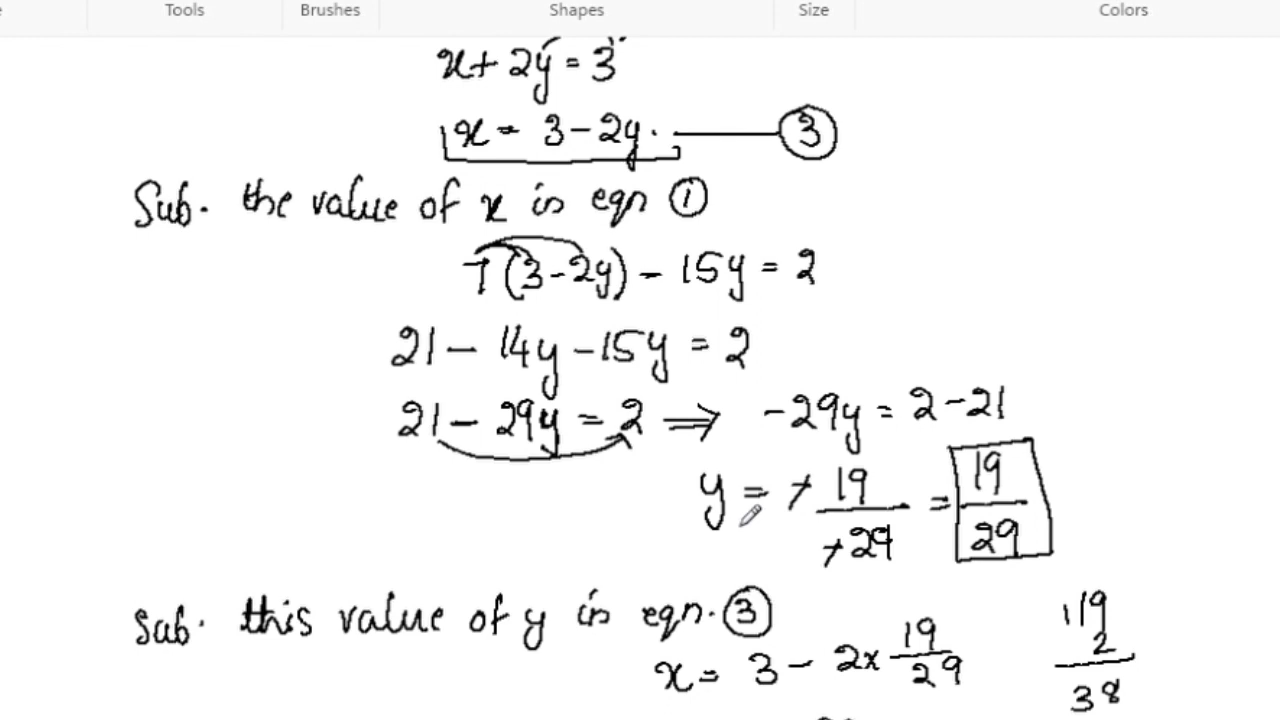 Tools Brushes Shapes Size Colors
x + 2y = 3
x = 3 - 2y. ③
Sub. the value of x in eqn ①
7(3 - 2y) - 15y = 2
21 - 14y - 15y = 2
21 - 29y = 2 ⇒ -29y = 2 - 21
y = - 19 / - 29 = 19 / 29
Sub. this value of y in eqn. ③
x = 3 - 2 x 19 / 29
119
2
38